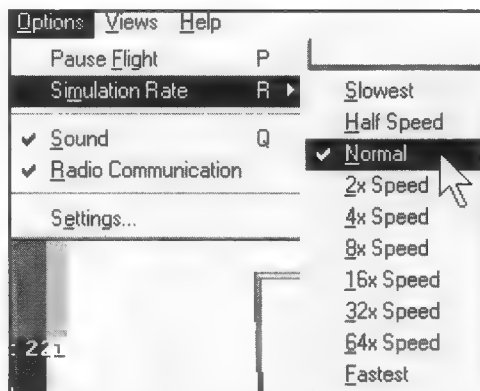 Options Views Help
Pause Flight P
Simulation Rate R
Sound Q
Radio Communication
Settings...
Slowest
Half Speed
Normal
2x Speed
4x Speed
8x Speed
16x Speed
32x Speed
64x Speed
Fastest
: 221